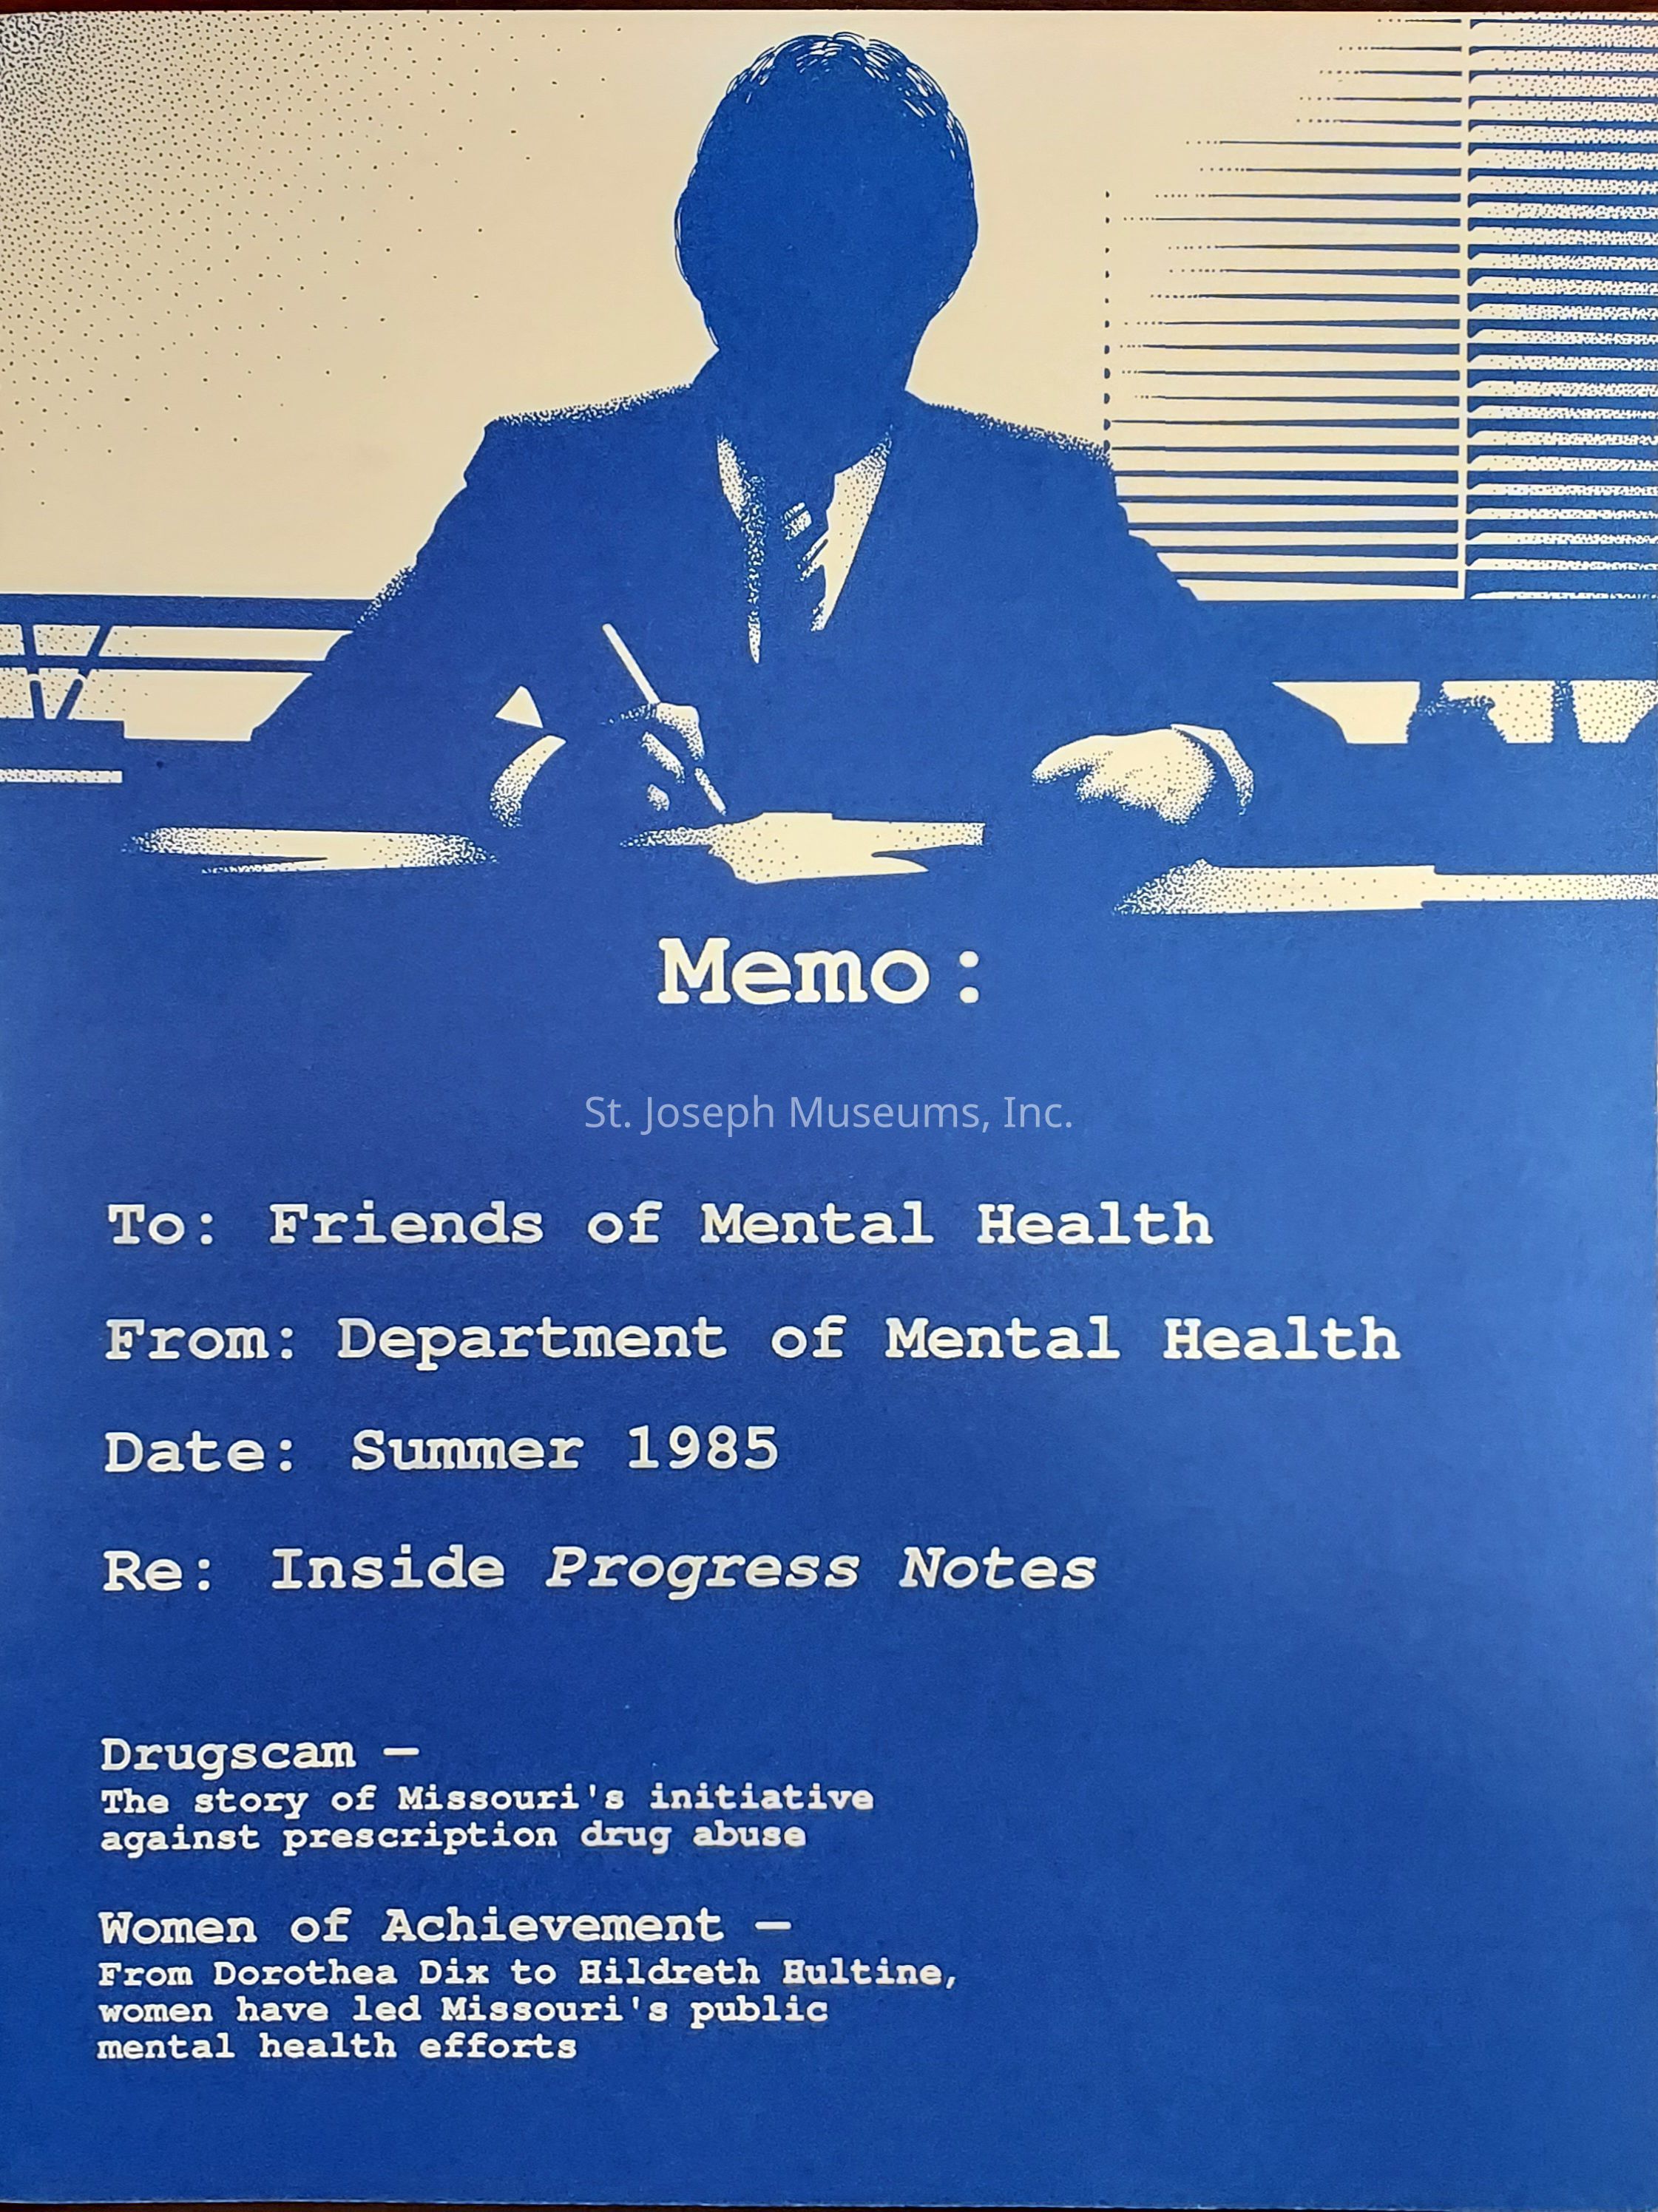 Memo:
St. Joseph Museums, Inc.
To: Friends of Mental Health
From: Department of Mental Health
Date: Summer 1985
Re: Inside Progress Notes
Drugscam —
The story of Missouri's initiative
against prescription drug abuse
Women of Achievement —
From Dorothea Dix to Hildreth Hultine,
women have led Missouri's public
mental health efforts